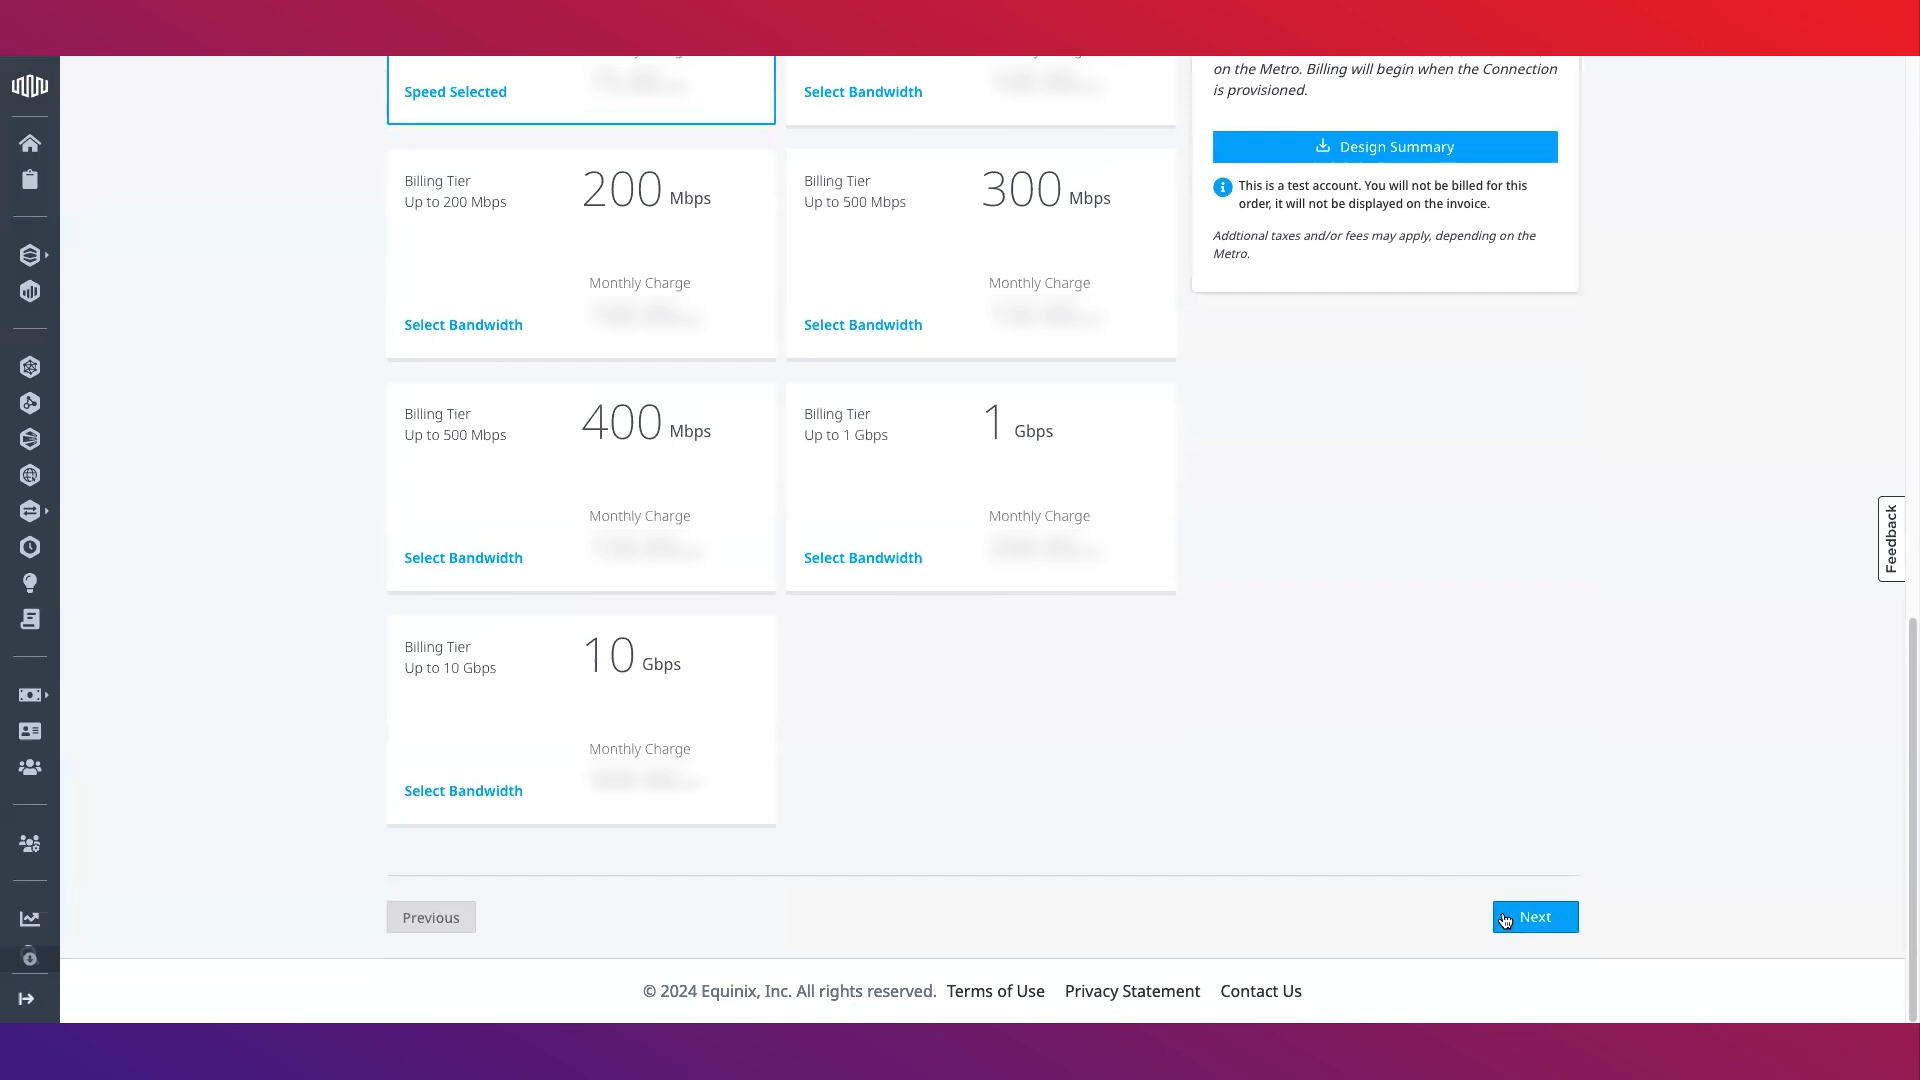 on the Metro. Billing will begin when the Connection
is provisioned.
Speed Selected
Select Bandwidth
Design Summary
This is a test account. You will not be billed for this
order, it will not be displayed on the invoice.
Addtional taxes and/or fees may apply, depending on the
Metro.
Billing Tier
Up to 200 Mbps
200 Mbps
Monthly Charge
Select Bandwidth
Billing Tier
Up to 500 Mbps
300 Mbps
Monthly Charge
Select Bandwidth
Billing Tier
Up to 500 Mbps
400 Mbps
Monthly Charge
Select Bandwidth
Billing Tier
Up to 1 Gbps
1 Gbps
Monthly Charge
Select Bandwidth
Billing Tier
Up to 10 Gbps
10 Gbps
Monthly Charge
Select Bandwidth
Feedback
Previous
Next
© 2024 Equinix, Inc. All rights reserved. Terms of Use Privacy Statement Contact Us